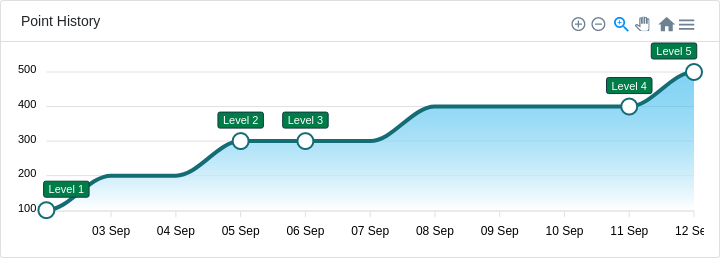 Point History
Level 5
500
Level 4
400
Level 2 Level 3
300
200
Level 1
100
03 Sep 04 Sep 05 Sep 06 Sep 07 Sep 08 Sep 09 Sep 10 Sep 11 Sep 12 Se